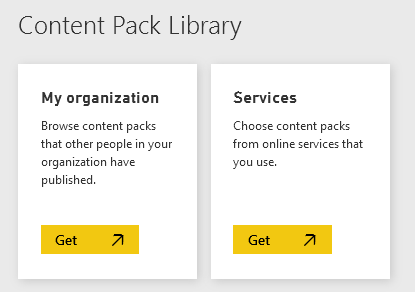 Content Pack Library
My organization
Browse content packs
that other people in your
organization have
published.
Get
Services
Choose content packs
from online services that
you use.
Get